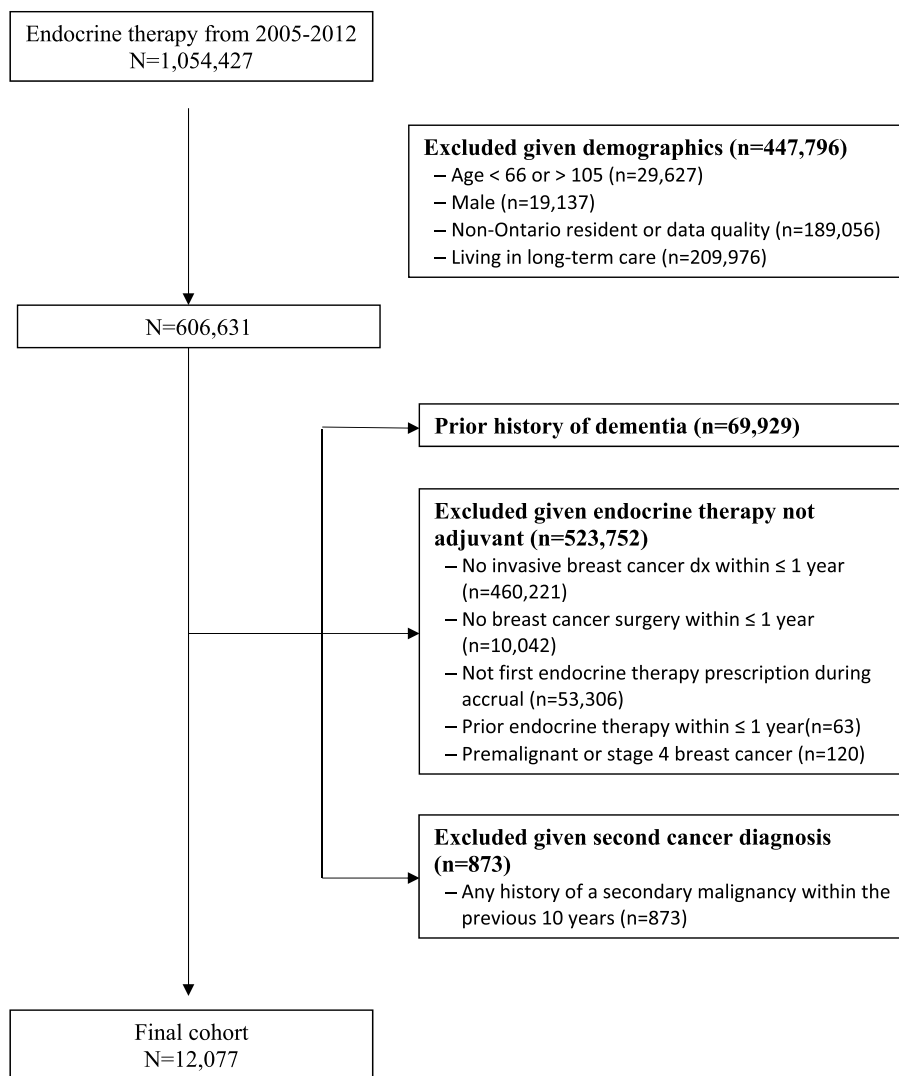 Endocrine therapy from 2005-2012
N=1,054,427
Excluded given demographics (n=447,796)
– Age < 66 or > 105 (n=29,627)
– Male (n=19,137)
– Non-Ontario resident or data quality (n=189,056)
– Living in long-term care (n=209,976)
N=606,631
Prior history of dementia (n=69,929)
Excluded given endocrine therapy not
adjuvant (n=523,752)
– No invasive breast cancer dx within ≤ 1 year
(n=460,221)
– No breast cancer surgery within ≤ 1 year
(n=10,042)
– Not first endocrine therapy prescription during
accrual (n=53,306)
– Prior endocrine therapy within ≤ 1 year(n=63)
– Premalignant or stage 4 breast cancer (n=120)
Excluded given second cancer diagnosis
(n=873)
– Any history of a secondary malignancy within the
previous 10 years (n=873)
Final cohort
N=12,077